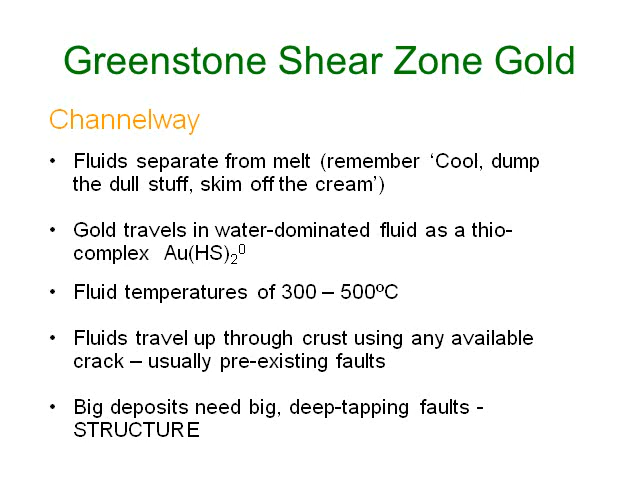 Greenstone Shear Zone Gold
Channelway
• Fluids separate from melt (remember ‘Cool, dump
the dull stuff, skim off the cream’)
• Gold travels in water-dominated fluid as a thio-
complex Au(HS)₂⁰
• Fluid temperatures of 300 – 500ºC
• Fluids travel up through crust using any available
crack – usually pre-existing faults
• Big deposits need big, deep-tapping faults -
STRUCTURE